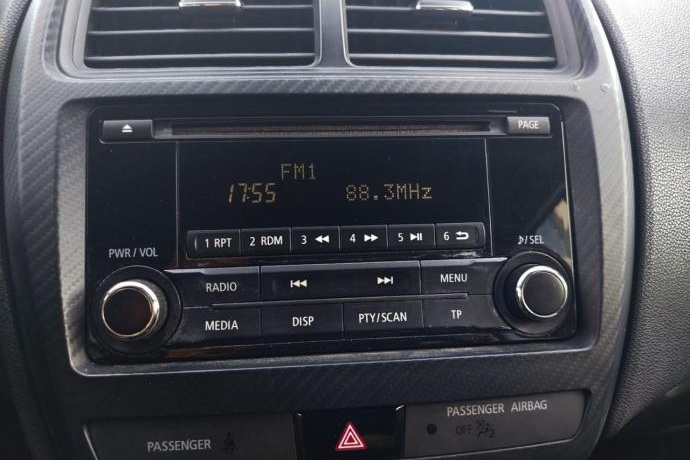 PAGE
FM1
17:55 88.3MHz
1 RPT 2 RDM 3 4 5 6
PWR / VOL
♪/SEL
RADIO MENU
MEDIA DISP PTY/SCAN TP
PASSENGER AIRBAG
OFF
PASSENGER